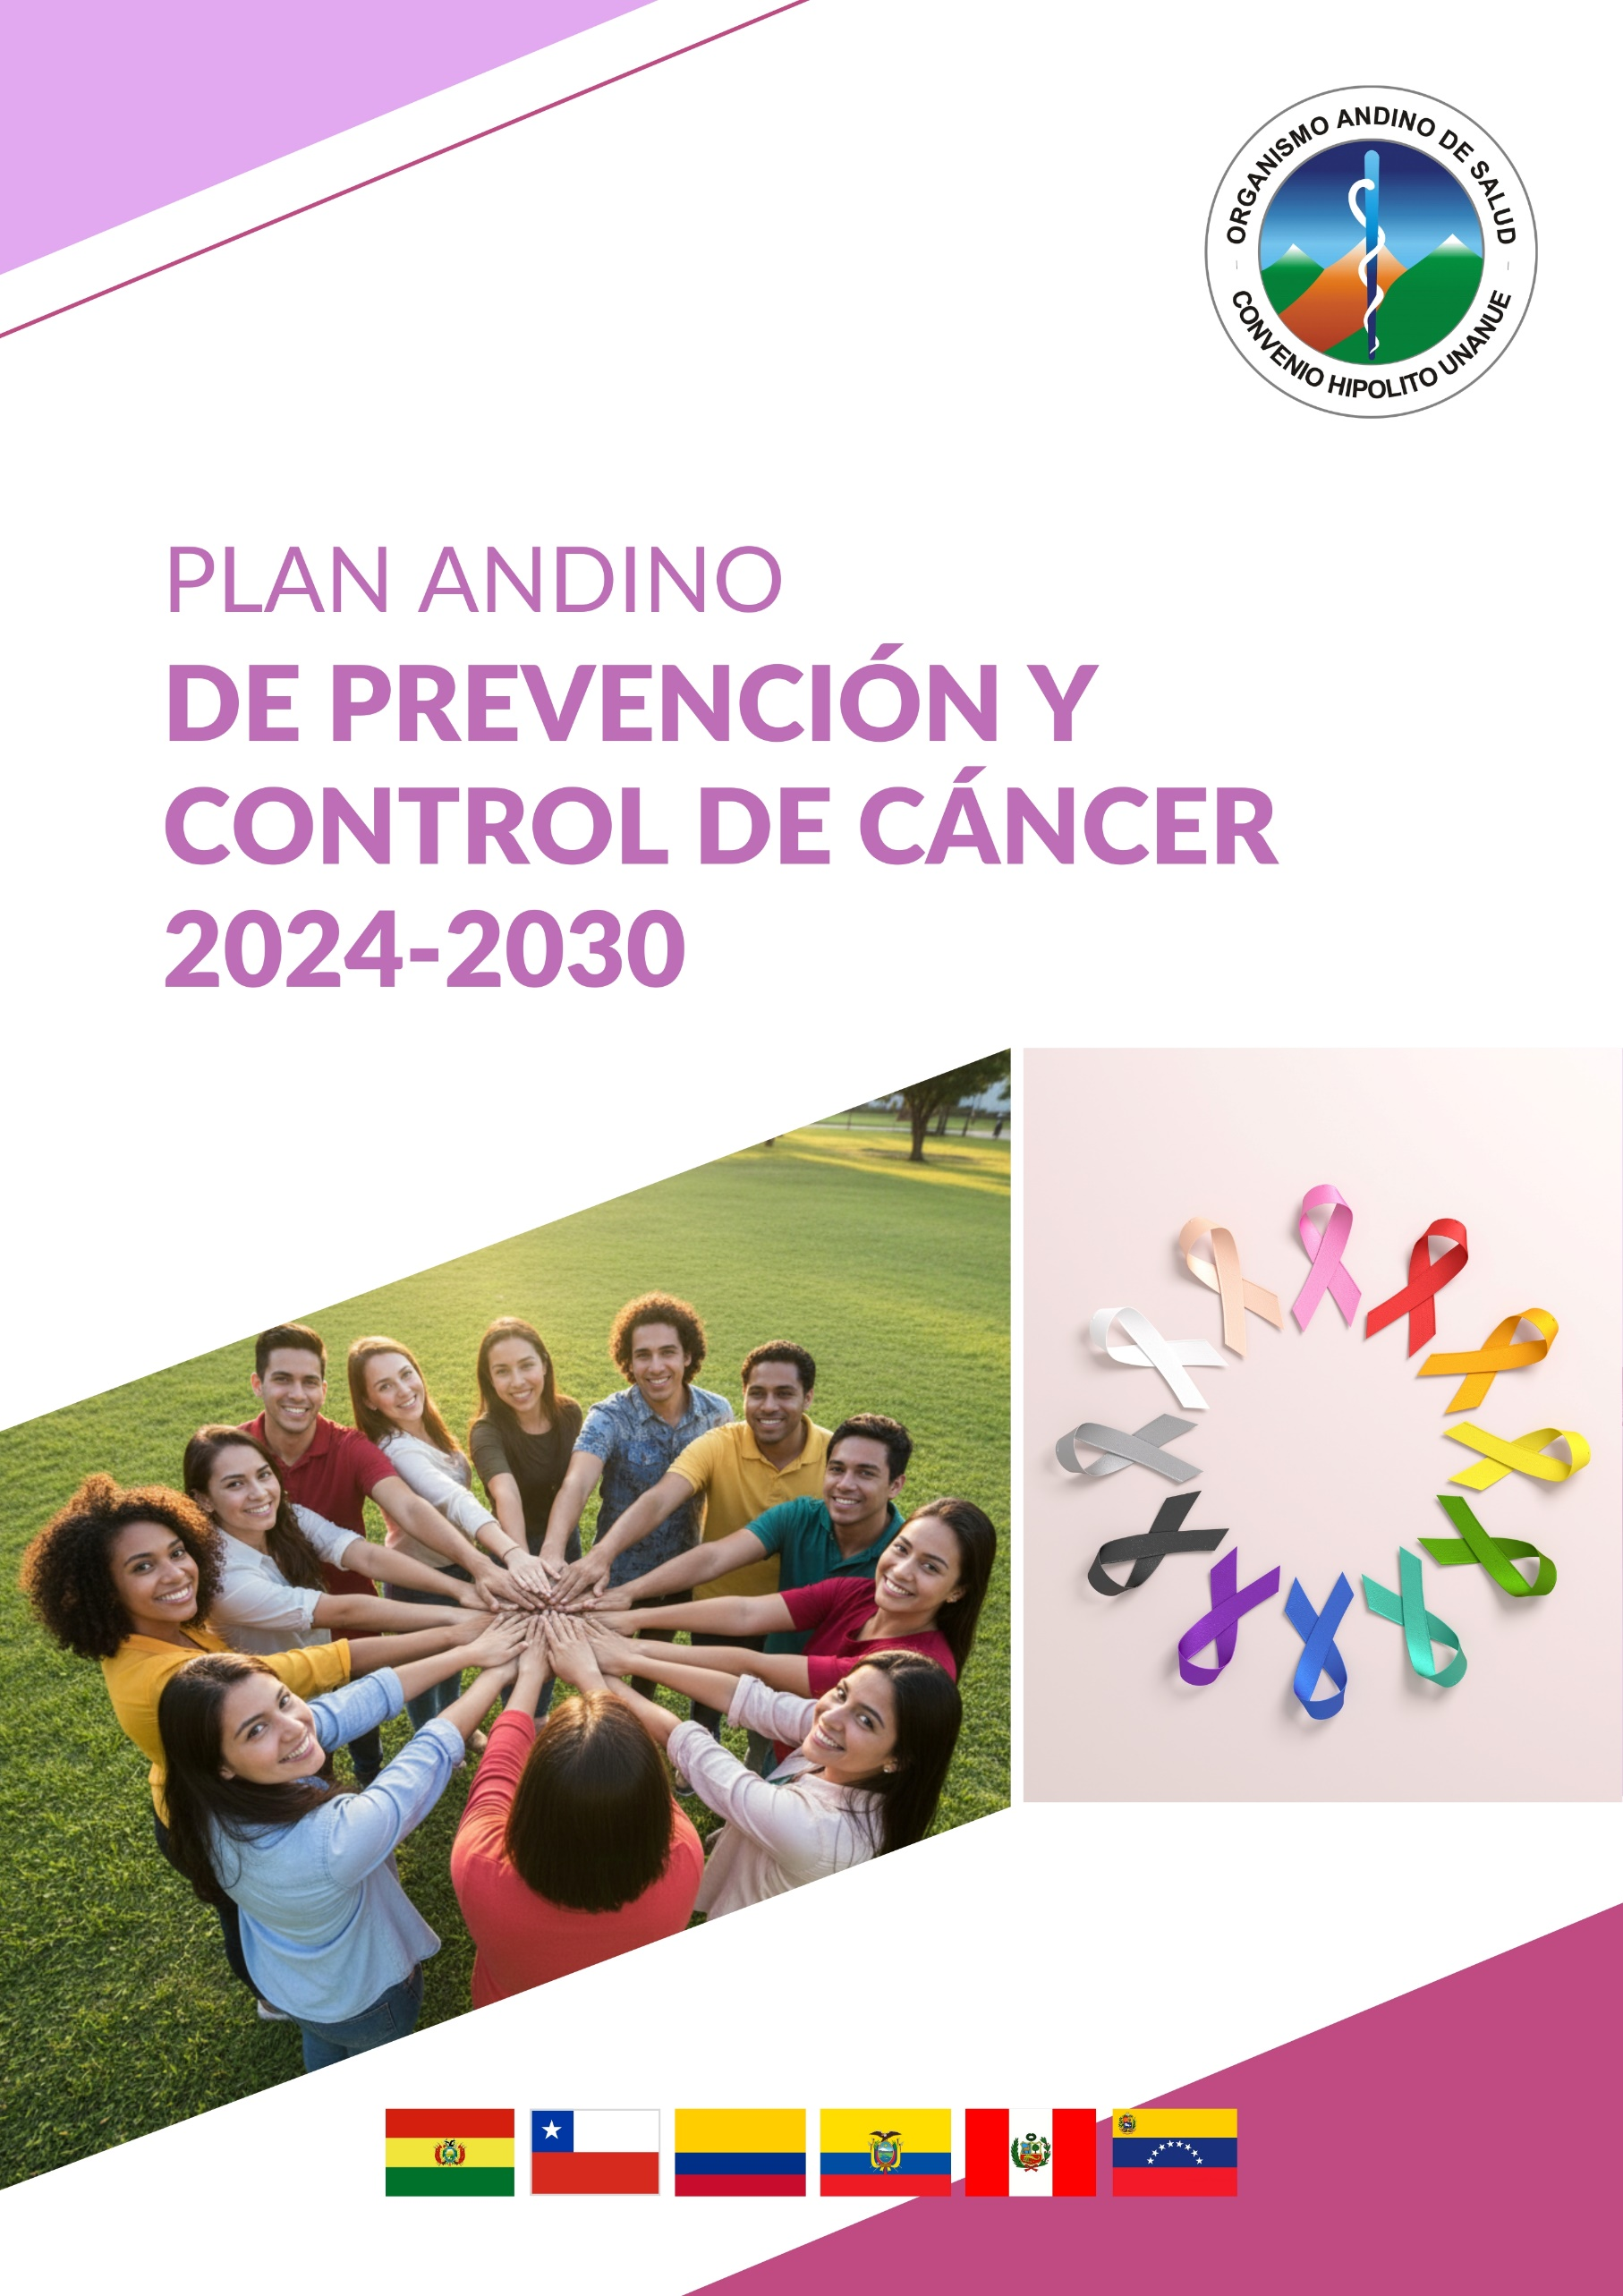 ORGANISMO ANDINO DE SALUD
CONVENIO HIPOLITO UNANUE
PLAN ANDINO
DE PREVENCIÓN Y
CONTROL DE CÁNCER
2024-2030